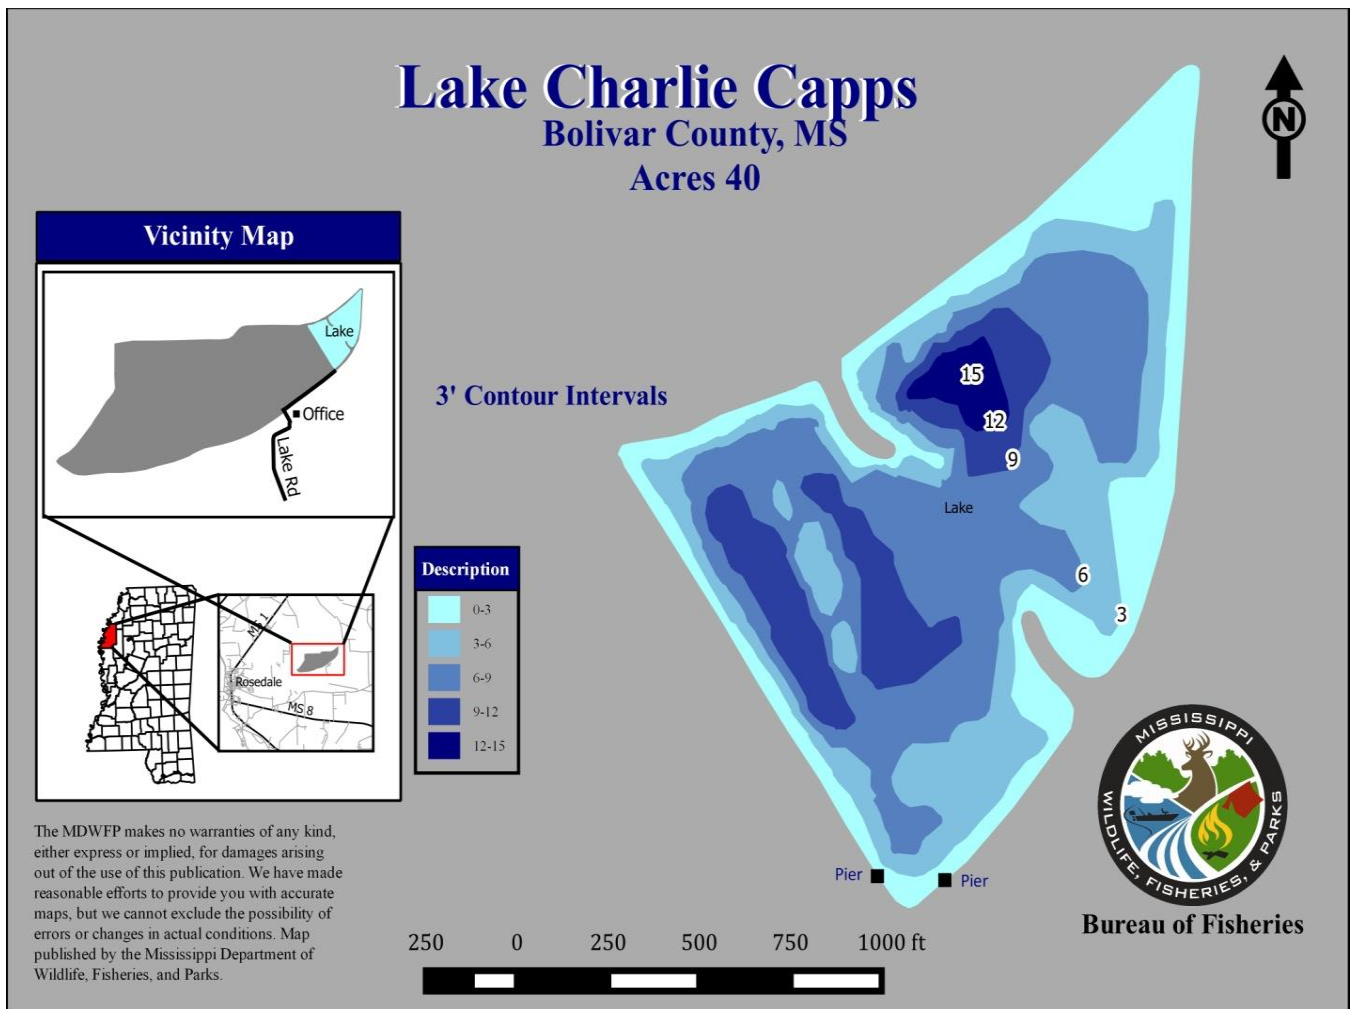 Lake Charlie Capps
Bolivar County, MS
Acres 40
N
Vicinity Map
Lake
Office
Lake Rd
MS 1
Rosedale
MS 8
3' Contour Intervals
Description
0-3
3-6
6-9
9-12
12-15
15
12
9
Lake
6
3
Pier
Pier
MISSISSIPPI
WILDLIFE, FISHERIES, & PARKS
Bureau of Fisheries
The MDWFP makes no warranties of any kind,
either express or implied, for damages arising
out of the use of this publication. We have made
reasonable efforts to provide you with accurate
maps, but we cannot exclude the possibility of
errors or changes in actual conditions. Map
published by the Mississippi Department of
Wildlife, Fisheries, and Parks.
250 0 250 500 750 1000 ft